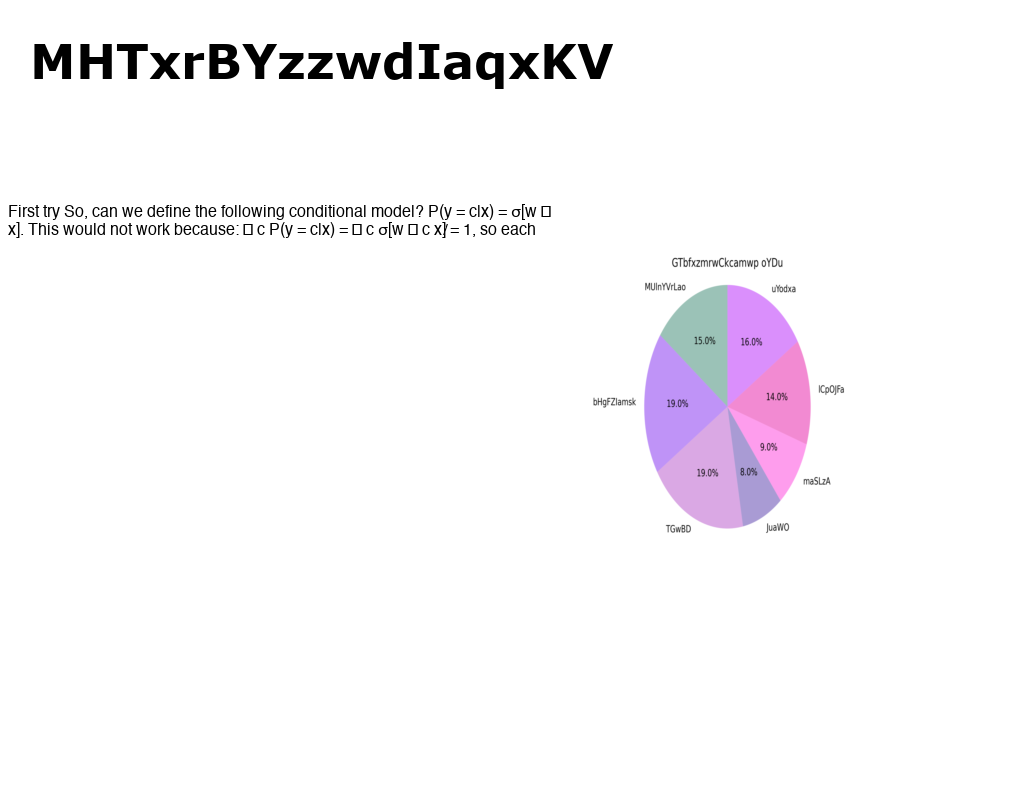 MHTxrBYzzwdIaqxKV
First try So, can we define the following conditional model? P(y = c|x) = σ[w □
x]. This would not work because: □ c P(y = c|x) = □ c σ[w □ c x]̸ = 1, so each
GTbfxzmrwCkcamwp oYDu
MUlnYVrLao
uYodxa
15.0%
16.0%
lCpOJFa
14.0%
bHgFZIamsk
19.0%
9.0%
19.0%
8.0%
maSLzA
TGwBD
JuaWO